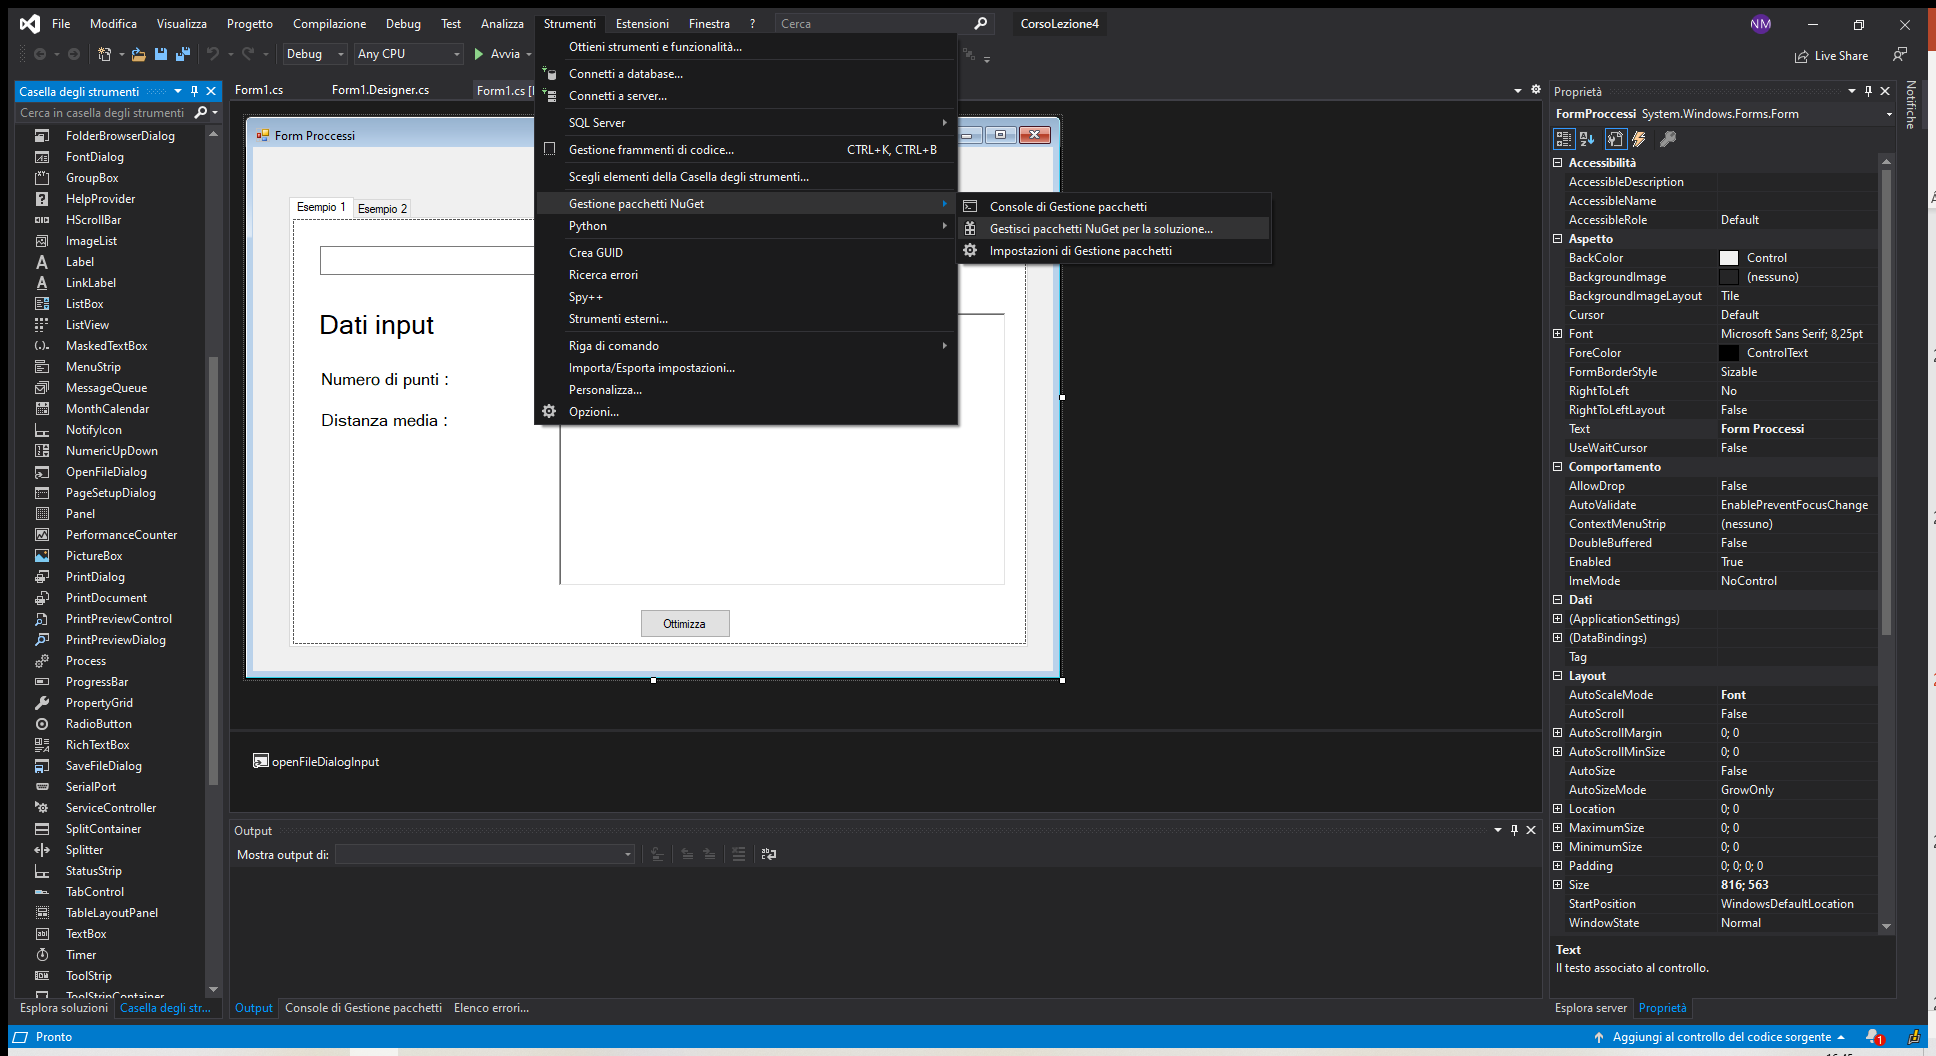 File Modifica Visualizza Progetto Compilazione Debug Test Analizza Strumenti Estensioni Finestra ? Cerca CorsoLezione4 NM
Debug Any CPU Avvia Live Share
Ottieni strumenti e funzionalità...
Connetti a database...
Connetti a server...
SQL Server
Gestione frammenti di codice... CTRL+K, CTRL+B
Scegli elementi della Casella degli strumenti...
Gestione pacchetti NuGet
Python
Crea GUID
Ricerca errori
Spy++
Strumenti esterni...
Riga di comando
Importa/Esporta impostazioni...
Personalizza...
Opzioni...
Console di Gestione pacchetti
Gestisci pacchetti NuGet per la soluzione...
Impostazioni di Gestione pacchetti
Casella degli strumenti
Cerca in casella degli strumenti
FolderBrowserDialog
FontDialog
GroupBox
HelpProvider
HScrollBar
ImageList
Label
LinkLabel
ListBox
ListView
MaskedTextBox
MenuStrip
MessageQueue
MonthCalendar
NotifyIcon
NumericUpDown
OpenFileDialog
PageSetupDialog
Panel
PerformanceCounter
PictureBox
PrintDialog
PrintDocument
PrintPreviewControl
PrintPreviewDialog
Process
ProgressBar
PropertyGrid
RadioButton
RichTextBox
SaveFileDialog
SerialPort
ServiceController
SplitContainer
Splitter
StatusStrip
TabControl
TableLayoutPanel
TextBox
Timer
ToolStrip
ToolStripContainer
Esplora soluzioni Casella degli str...
Form1.cs Form1.Designer.cs Form1.cs [
Form Proccessi
Esempio 1 Esempio 2
Dati input
Numero di punti :
Distanza media :
Ottimizza
openFileDialogInput
Output
Mostra output di:
Output Console di Gestione pacchetti Elenco errori...
Proprietà
FormProccessi System.Windows.Forms.Form
Accessibilità
AccessibleDescription
AccessibleName
AccessibleRole Default
Aspetto
BackColor Control
BackgroundImage (nessuno)
BackgroundImageLayout Tile
Cursor Default
Font Microsoft Sans Serif; 8,25pt
ForeColor ControlText
FormBorderStyle Sizable
RightToLeft No
RightToLeftLayout False
Text Form Proccessi
UseWaitCursor False
Comportamento
AllowDrop False
AutoValidate EnablePreventFocusChange
ContextMenuStrip (nessuno)
DoubleBuffered False
Enabled True
ImeMode NoControl
Dati
(ApplicationSettings)
(DataBindings)
Tag
Layout
AutoScaleMode Font
AutoScroll False
AutoScrollMargin 0; 0
AutoScrollMinSize 0; 0
AutoSize False
AutoSizeMode GrowOnly
Location 0; 0
MaximumSize 0; 0
MinimumSize 0; 0
Padding 0; 0; 0; 0
Size 816; 563
StartPosition WindowsDefaultLocation
WindowState Normal
Text
Il testo associato al controllo.
Esplora server Proprietà
Notifiche
Pronto Aggiungi al controllo del codice sorgente 1